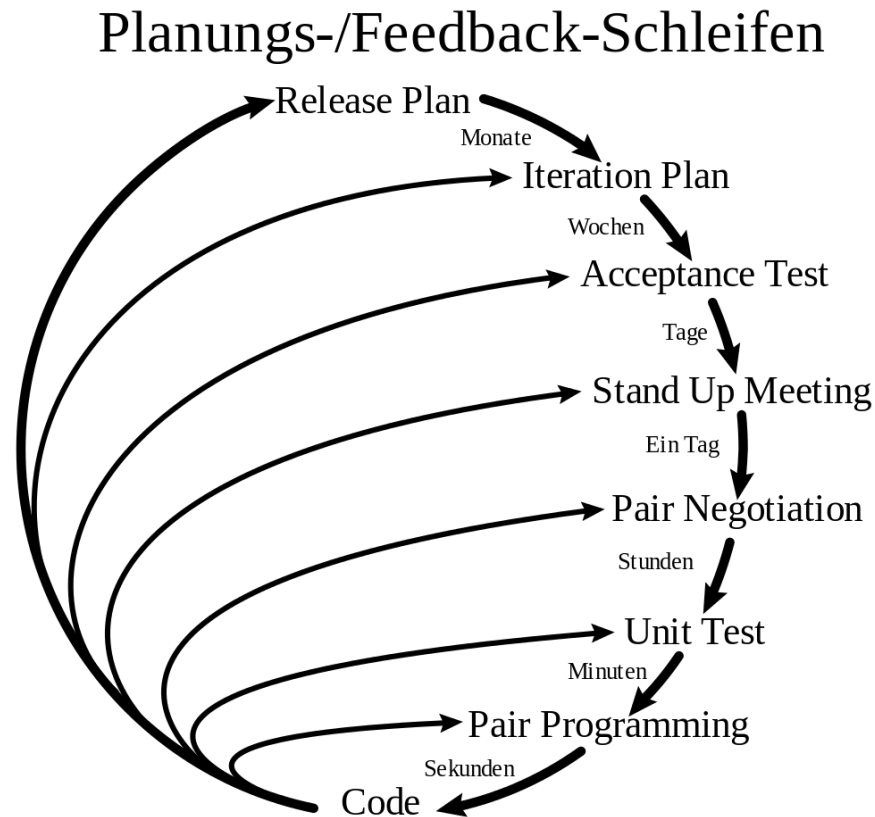 Planungs-/Feedback-Schleifen
Release Plan
Monate
Iteration Plan
Wochen
Acceptance Test
Tage
Stand Up Meeting
Ein Tag
Pair Negotiation
Stunden
Unit Test
Minuten
Pair Programming
Sekunden
Code